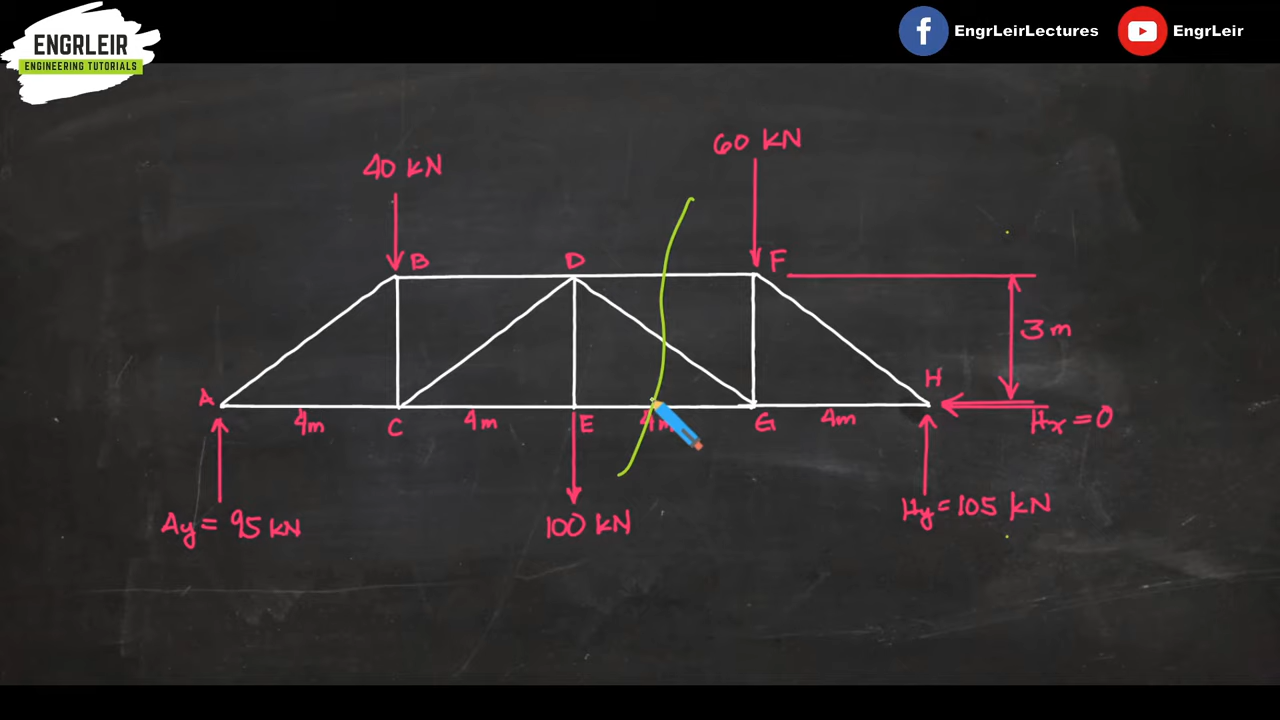 ENGRLEIR
ENGINEERING TUTORIALS
EngrLeirLectures
EngrLeir
60 KN
40 KN
B
D
F
3m
A
H
4m
C
4m
E
4m
G
4m
Hx = 0
Ay = 95 KN
100 KN
Hy = 105 KN